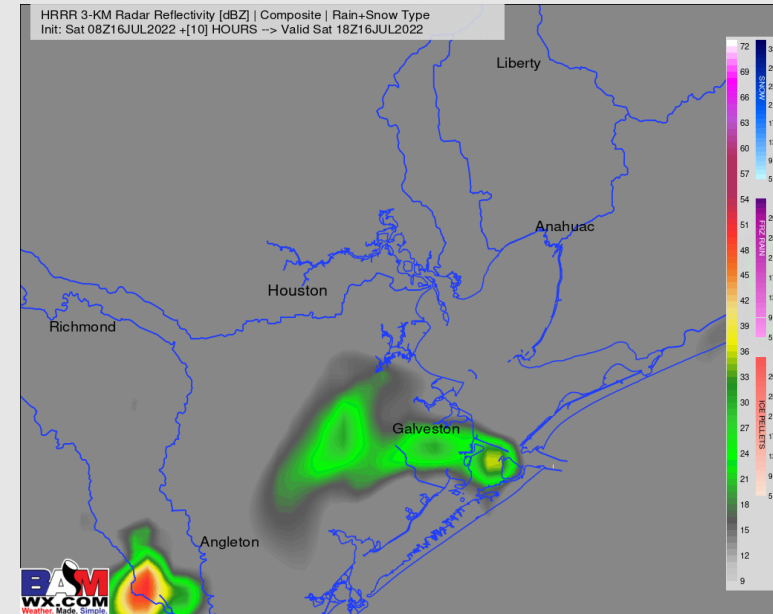 HRRR 3-KM Radar Reflectivity [dBZ] | Composite | Rain+Snow Type
Init: Sat 08Z16JUL2022 +[10] HOURS --> Valid Sat 18Z16JUL2022
Liberty
Anahuac
Houston
Richmond
Galveston
Angleton
BAM
WX.COM
Weather. Made. Simple.
72
69
66
63
60
57
54
51
48
45
42
39
36
33
30
27
24
21
18
15
12
9
SNOW
FRZ RAIN
ICE PELLETS